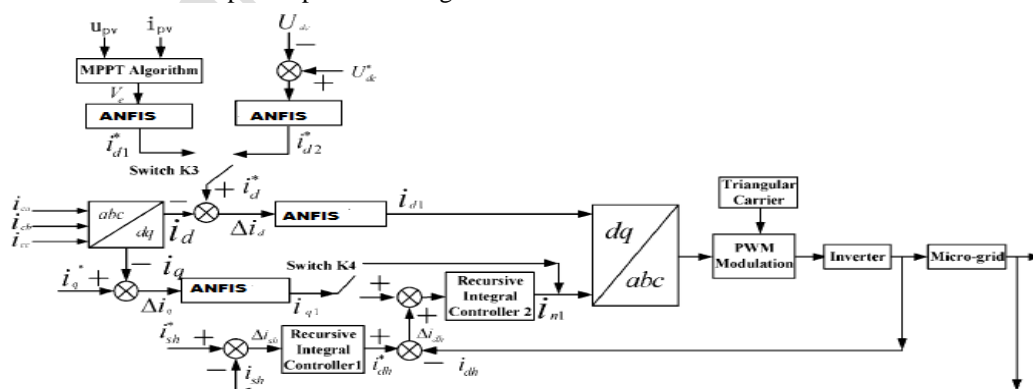 u_pv i_pv
U_dc
−
MPPT Algorithm
+
U*_dc
V_e
ANFIS
ANFIS
i*_d1
i*_d2
Switch K3
+ i*_d
i_ca
i_cb
i_cc
abc
dq
−
i_d
Δi_d
ANFIS
i_d1
Triangular
Carrier
dq
abc
PWM
Modulation
Inverter
Micro-grid
− i_q
i*_q +
Δi_q
ANFIS
i_q1
Switch K4
+
+
Recursive
Integral
Controller 2
i_n1
i*_sh +
Δi_sh
Recursive
Integral
Controller1
+
i*_dh
Δi_dh
−
i_dh
−
i_sh